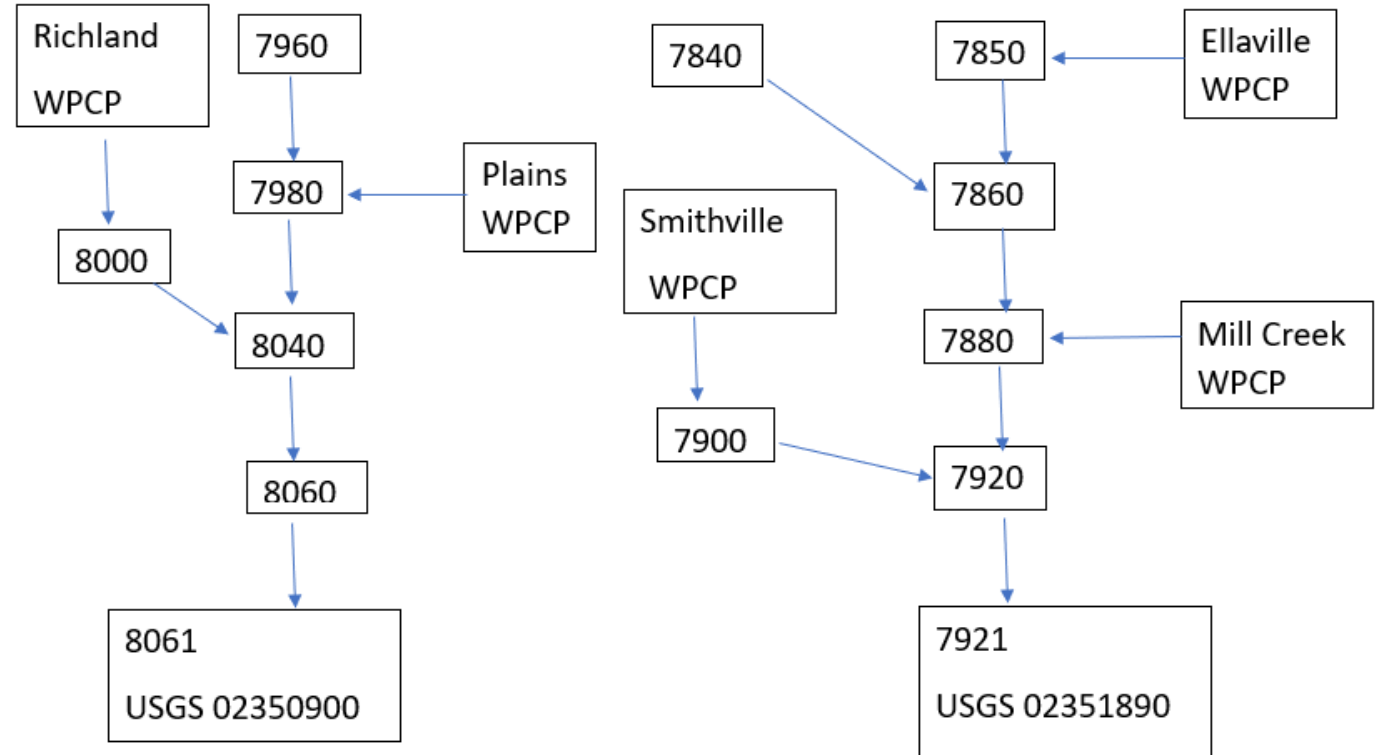 Richland
WPCP
7960
7980
Plains
WPCP
8000
8040
8060
8061
USGS 02350900
7840
7850
Ellaville
WPCP
7860
Smithville
WPCP
7880
Mill Creek
WPCP
7900
7920
7921
USGS 02351890